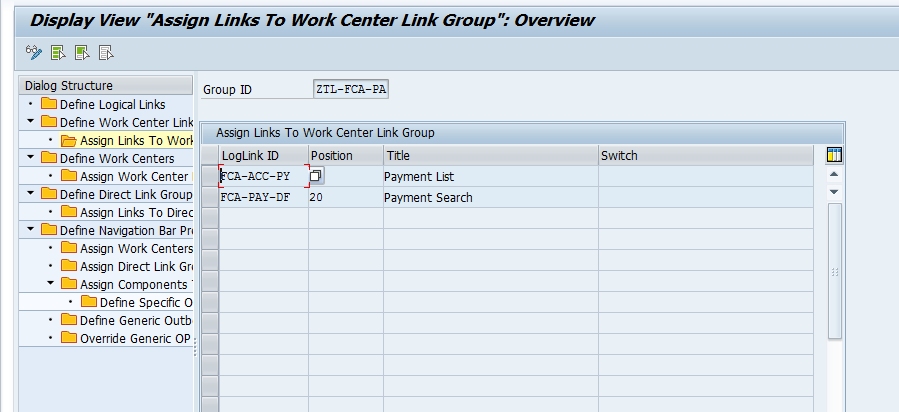 Display View "Assign Links To Work Center Link Group": Overview
Dialog Structure
Define Logical Links
Define Work Center Link
Assign Links To Work
Define Work Centers
Assign Work Center
Define Direct Link Group
Assign Links To Direc
Define Navigation Bar Pro
Assign Work Centers
Assign Direct Link Gro
Assign Components
Define Specific O
Define Generic Outb
Override Generic OP
Group ID ZTL-FCA-PA
Assign Links To Work Center Link Group
LogLink ID Position Title Switch
FCA-ACC-PY Payment List
FCA-PAY-DF 20 Payment Search